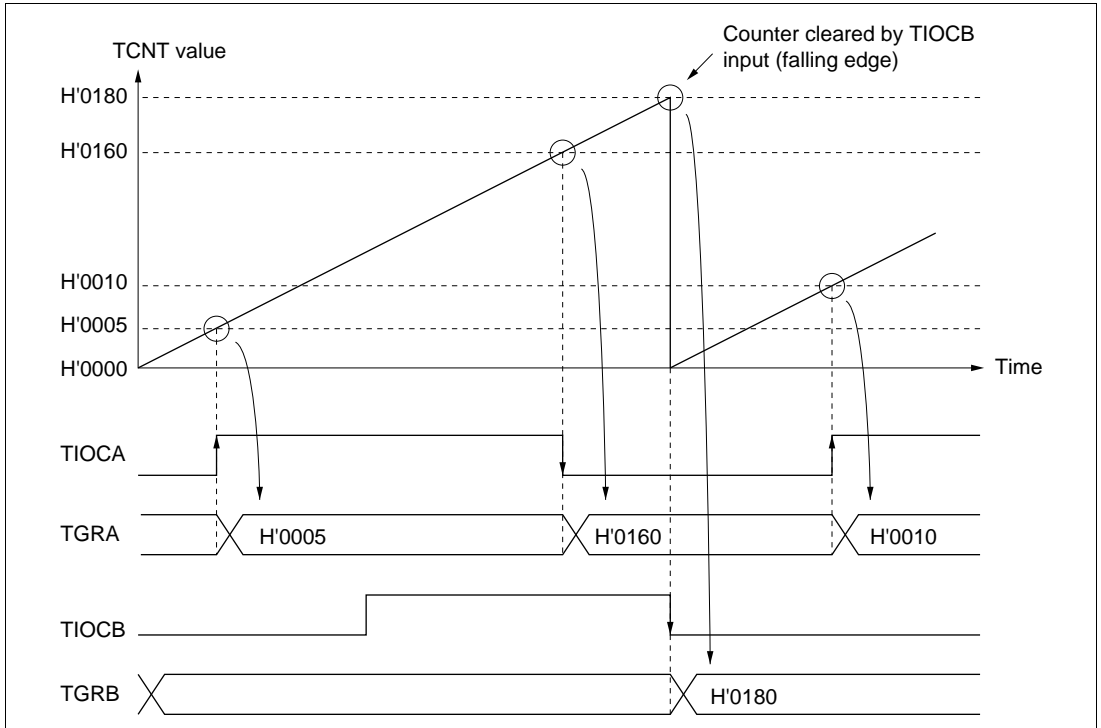 Counter cleared by TIOCB
input (falling edge)
TCNT value
H'0180
H'0160
H'0010
H'0005
H'0000
Time
TIOCA
TGRA
H'0005
H'0160
H'0010
TIOCB
TGRB
H'0180